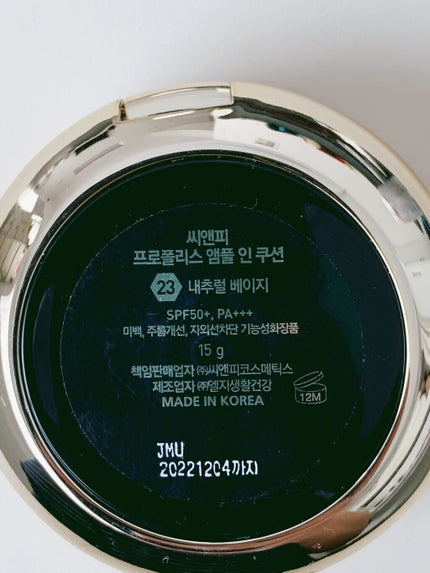 씨앤피
프로폴리스 앰플 인 쿠션
23 내추럴 베이지
SPF50+, PA+++
미백, 주름개선, 자외선차단 기능성화장품
15 g
책임판매업자 ㈜씨앤피코스메틱스
제조업자 ㈜엘지생활건강
MADE IN KOREA
12M
JMU
20221204까지